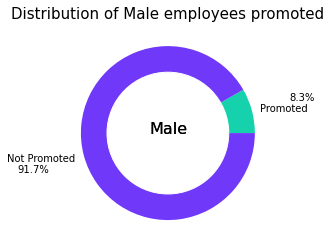 Distribution of Male employees promoted
8.3%
Promoted
Male
Not Promoted
91.7%